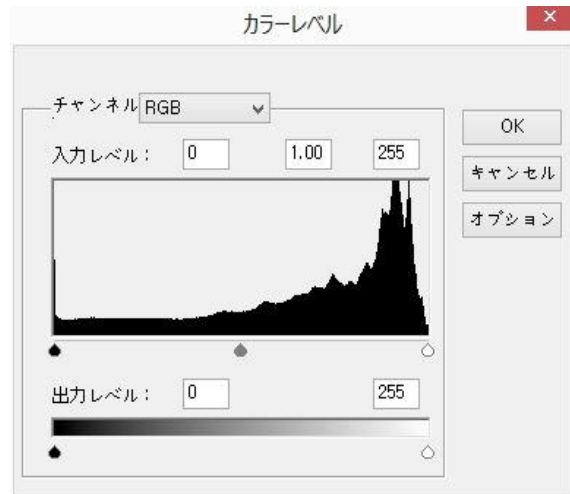 カラーレベル
チャンネル RGB
OK
入力レベル： 0 1.00 255
キャンセル
オプション
出力レベル： 0 255